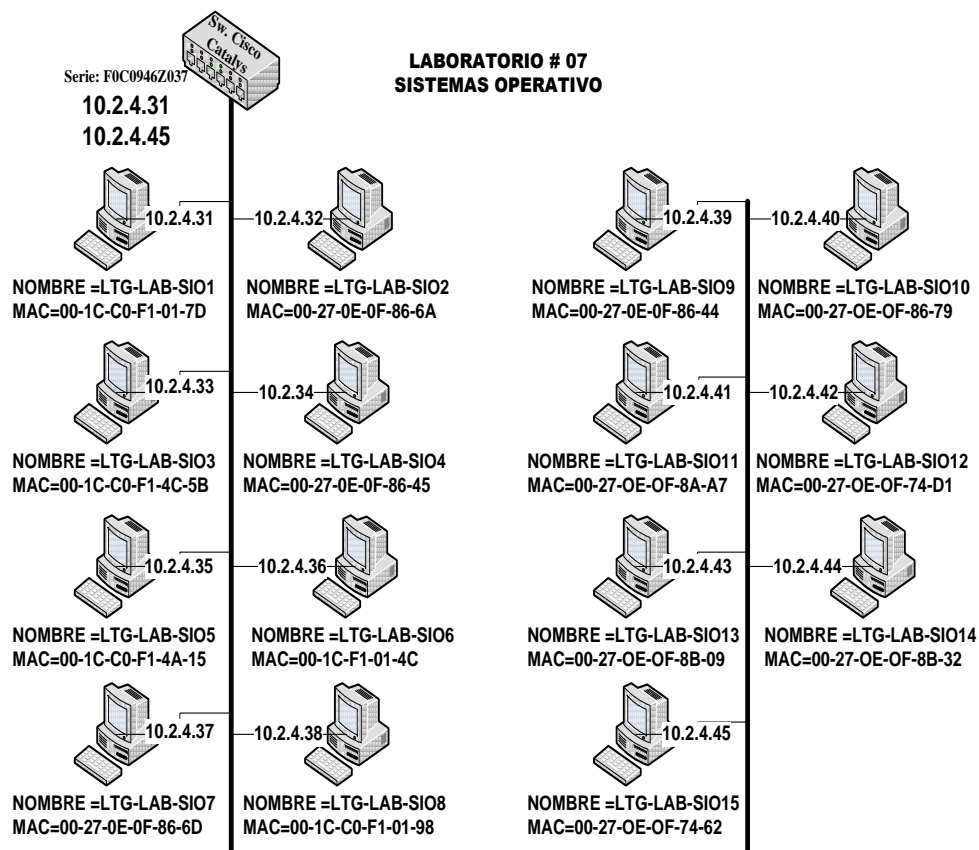 Sw. Cisco
Catalys
LABORATORIO # 07
SISTEMAS OPERATIVO
Serie: F0C0946Z037
10.2.4.31
10.2.4.45
10.2.4.31
10.2.4.32
10.2.4.39
10.2.4.40
NOMBRE =LTG-LAB-SIO1
MAC=00-1C-C0-F1-01-7D
NOMBRE =LTG-LAB-SIO2
MAC=00-27-0E-0F-86-6A
NOMBRE =LTG-LAB-SIO9
MAC=00-27-0E-0F-86-44
NOMBRE =LTG-LAB-SIO10
MAC=00-27-OE-OF-86-79
10.2.4.33
10.2.34
10.2.4.41
10.2.4.42
NOMBRE =LTG-LAB-SIO3
MAC=00-1C-C0-F1-4C-5B
NOMBRE =LTG-LAB-SIO4
MAC=00-27-0E-0F-86-45
NOMBRE =LTG-LAB-SIO11
MAC=00-27-OE-OF-8A-A7
NOMBRE =LTG-LAB-SIO12
MAC=00-27-OE-OF-74-D1
10.2.4.35
10.2.4.36
10.2.4.43
10.2.4.44
NOMBRE =LTG-LAB-SIO5
MAC=00-1C-C0-F1-4A-15
NOMBRE =LTG-LAB-SIO6
MAC=00-1C-F1-01-4C
NOMBRE =LTG-LAB-SIO13
MAC=00-27-OE-OF-8B-09
NOMBRE =LTG-LAB-SIO14
MAC=00-27-OE-OF-8B-32
10.2.4.37
10.2.4.38
10.2.4.45
NOMBRE =LTG-LAB-SIO7
MAC=00-27-0E-0F-86-6D
NOMBRE =LTG-LAB-SIO8
MAC=00-1C-C0-F1-01-98
NOMBRE =LTG-LAB-SIO15
MAC=00-27-OE-OF-74-62